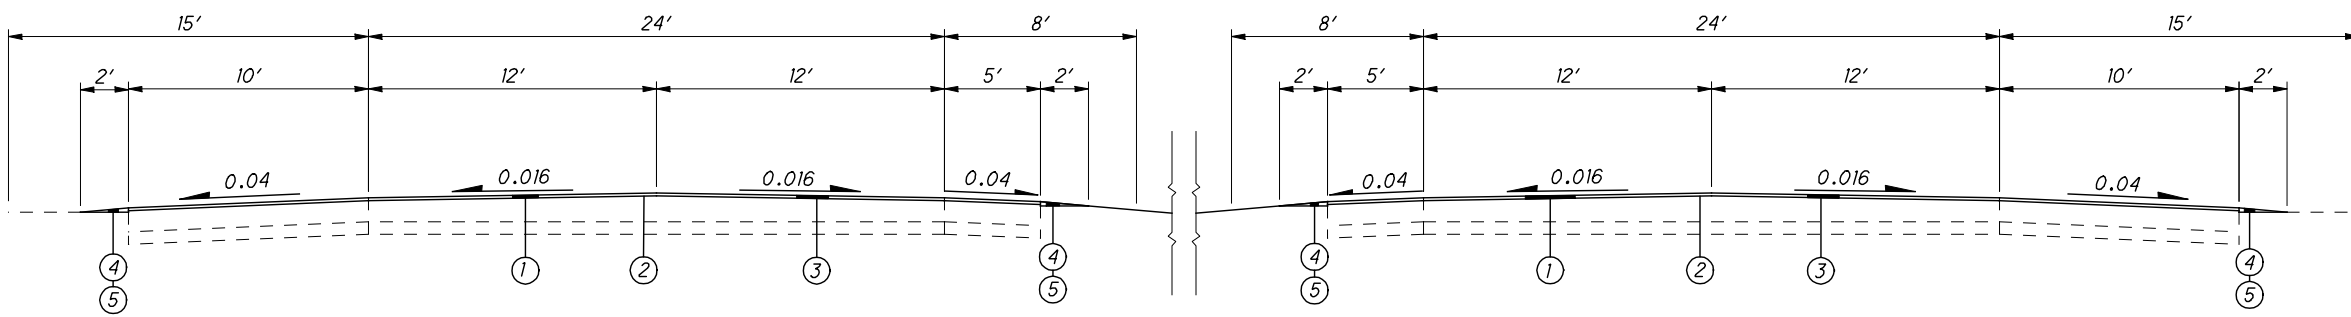 15′ 24′ 8′ 8′ 24′ 15′
2′ 10′ 12′ 12′ 5′ 2′ 2′ 5′ 12′ 12′ 10′ 2′
0.04 0.016 0.016 0.04 0.04 0.016 0.016 0.04
4 1 2 3 4 4 1 2 3 4
5 5 5 5